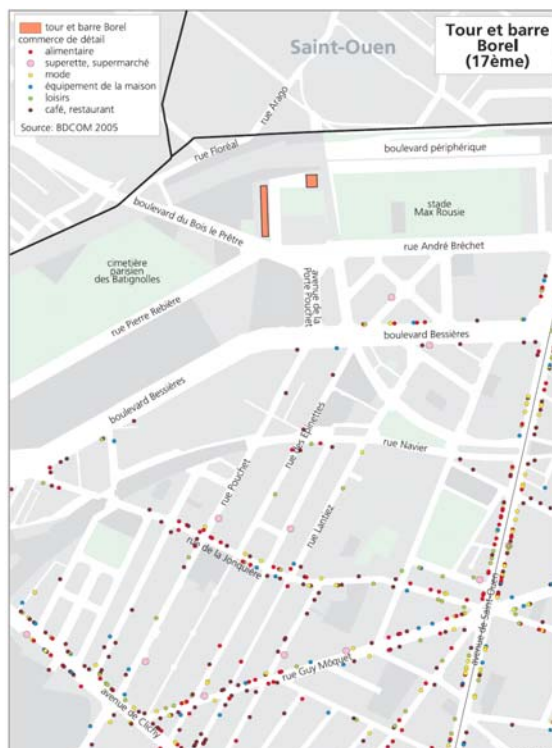 tour et barre Borel
commerce de détail
alimentaire
superette, supermarché
mode
équipement de la maison
loisirs
café, restaurant
Source: BDCOM 2005
Saint-Ouen
Tour et barre
Borel
(17ème)
rue Arago
rue Floréal
boulevard périphérique
boulevard du Bois le Prêtre
stade
Max Rousie
cimetière
parisien
des Batignolles
rue André Bréchet
avenue de la
Porte Pouchet
rue Pierre Rebière
boulevard Bessières
boulevard Bessières
rue des Epinettes
rue Navier
rue Pouchet
rue Lantiez
rue de la Jonquière
avenue de Saint-Ouen
rue Guy Môquet
avenue de Clichy